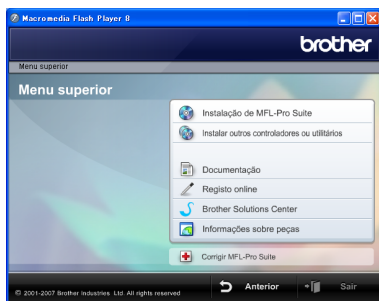 Macromedia Flash Player 8
brother
Menu superior
Menu superior
Instalação de MFL-Pro Suite
Instalar outros controladores ou utilitários
Documentação
Registo online
Brother Solutions Center
Informações sobre peças
Corrigir MFL-Pro Suite
© 2001-2007 Brother Industries Ltd. All rights reserved
Anterior
Sair